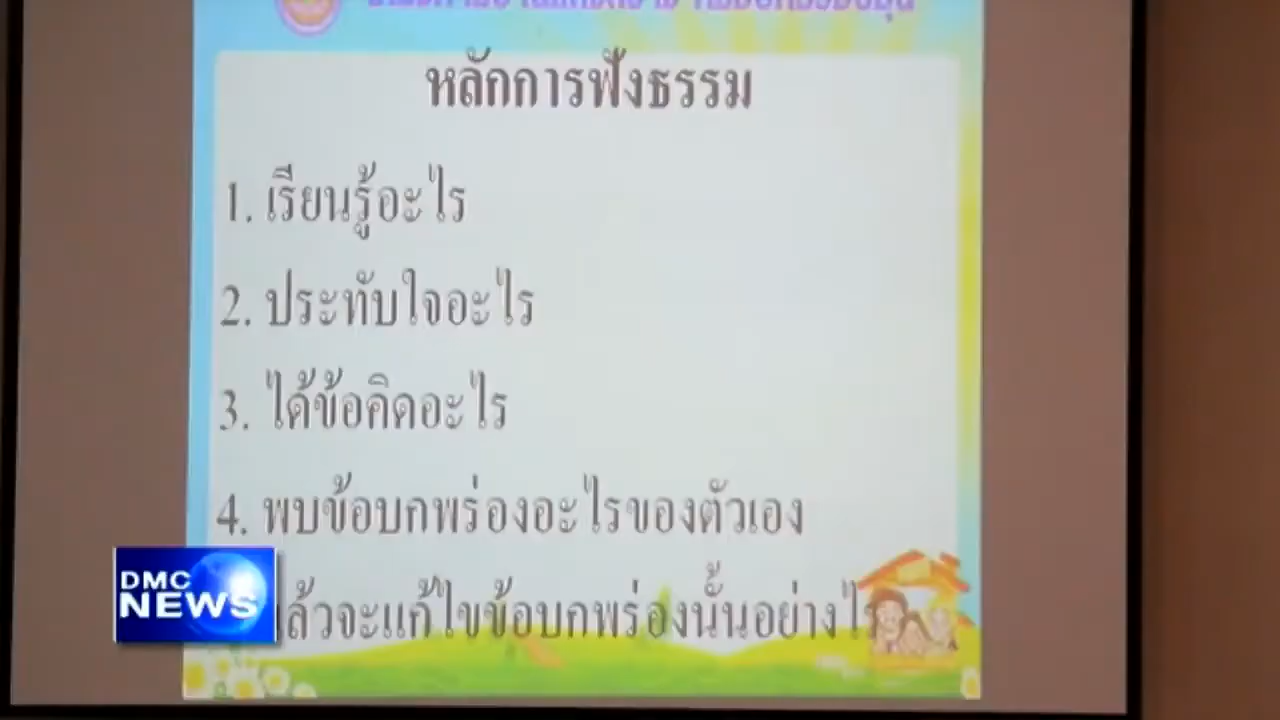 หลักการฟังธรรม
1. เรียนรู้อะไร
2. ประทับใจอะไร
3. ได้ข้อคิดอะไร
4. พบข้อบกพร่องอะไรของตัวเอง
DMC
NEWS
ล้วจะแก้ไขข้อบกพร่องนั้นอย่างไร